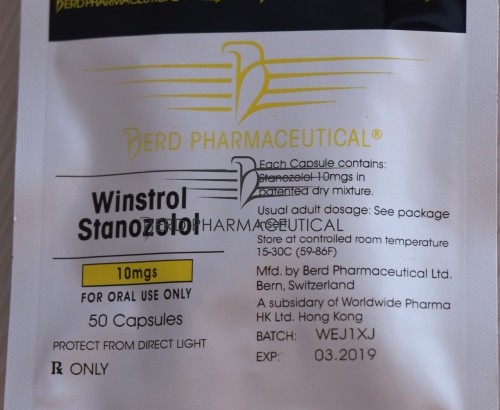 BERD PHARMACEUTICAL
BERD PHARMACEUTICAL®
Winstrol
Stanozolol
10mgs
FOR ORAL USE ONLY
50 Capsules
PROTECT FROM DIRECT LIGHT
℞ ONLY
Each Capsule contains:
Stanozolol 10mgs in
patented dry mixture.
Usual adult dosage: See package
insert
BERD PHARMACEUTICAL
Store at controlled room temperature
15-30C (59-86F)
Mfd. by Berd Pharmaceutical Ltd.
Bern, Switzerland
A subsidary of Worldwide Pharma
HK Ltd. Hong Kong
BATCH: WEJ1XJ
EXP: 03.2019